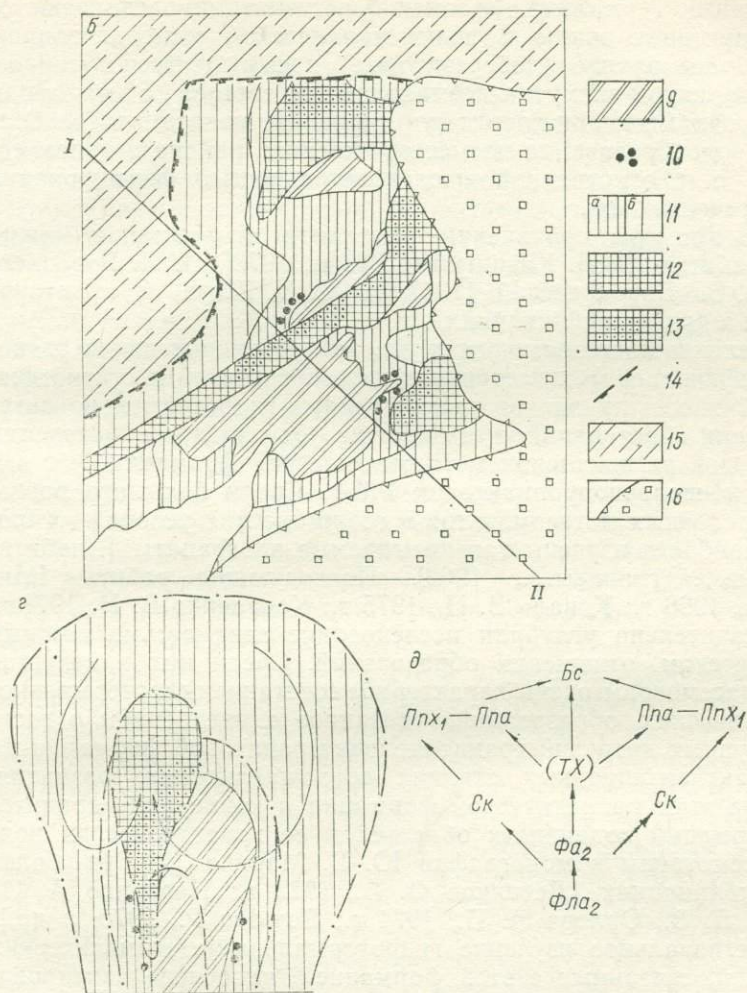 б
I
II
9
10
а б
11
12
13
14
15
16
г
д
Бс
Ппх₁—Ппа Ппа—Ппх₁
(ТХ)
Ск Ск
Фа₂
Фла₂